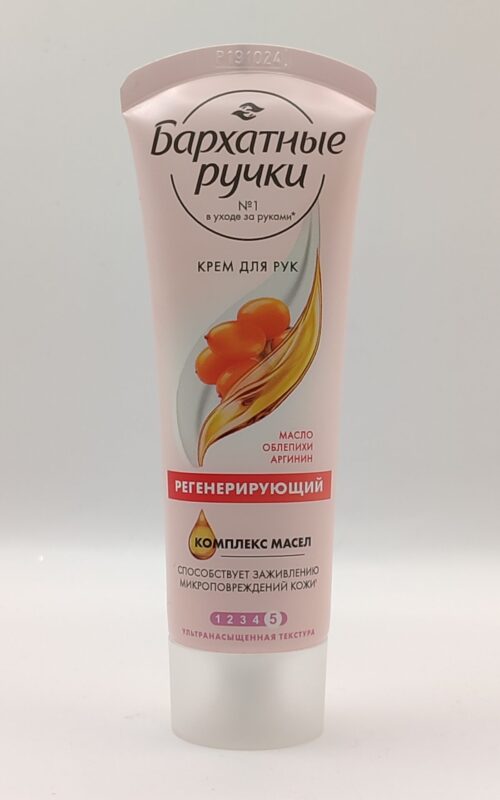 P191024
Бархатные
ручки
№1
в уходе за руками*
КРЕМ ДЛЯ РУК
МАСЛО
ОБЛЕПИХИ
АРГИНИН
РЕГЕНЕРИРУЮЩИЙ
КОМПЛЕКС МАСЕЛ
СПОСОБСТВУЕТ ЗАЖИВЛЕНИЮ
МИКРОПОВРЕЖДЕНИЙ КОЖИ¹
1 2 3 4 5
УЛЬТРАНАСЫЩЕННАЯ ТЕКСТУРА